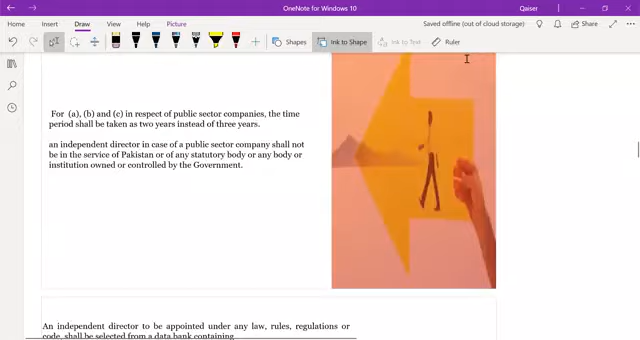 OneNote for Windows 10
Qaiser
Home Insert Draw View Help Picture
Saved offline (out of cloud storage)
Share
Shapes
Ink to Shape
Ink to Text
Ruler
For (a), (b) and (c) in respect of public sector companies, the time
period shall be taken as two years instead of three years.
an independent director in case of a public sector company shall not
be in the service of Pakistan or of any statutory body or any body or
institution owned or controlled by the Government.
An independent director to be appointed under any law, rules, regulations or
code, shall be selected from a data bank containing